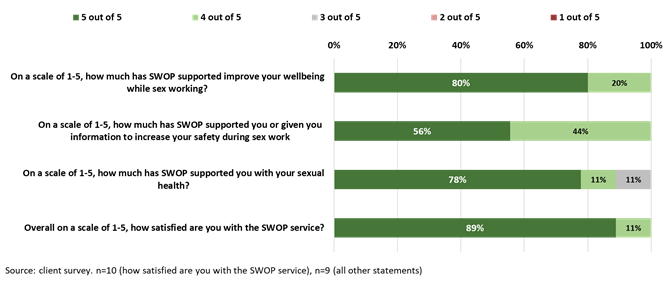 5 out of 5 4 out of 5 3 out of 5 2 out of 5 1 out of 5
0% 20% 40% 60% 80% 100%
On a scale of 1-5, how much has SWOP supported improve your wellbeing
while sex working?
80% 20%
On a scale of 1-5, how much has SWOP supported you or given you
information to increase your safety during sex work
56% 44%
On a scale of 1-5, how much has SWOP supported you with your sexual
health?
78% 11% 11%
Overall on a scale of 1-5, how satisfied are you with the SWOP service?
89% 11%
Source: client survey. n=10 (how satisfied are you with the SWOP service), n=9 (all other statements)